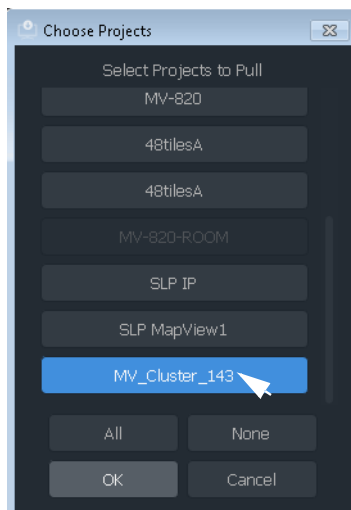 Choose Projects
Select Projects to Pull
MV-820
48tilesA
48tilesA
MV-820-ROOM
SLP IP
SLP MapView1
MV_Cluster_143
All None
OK Cancel